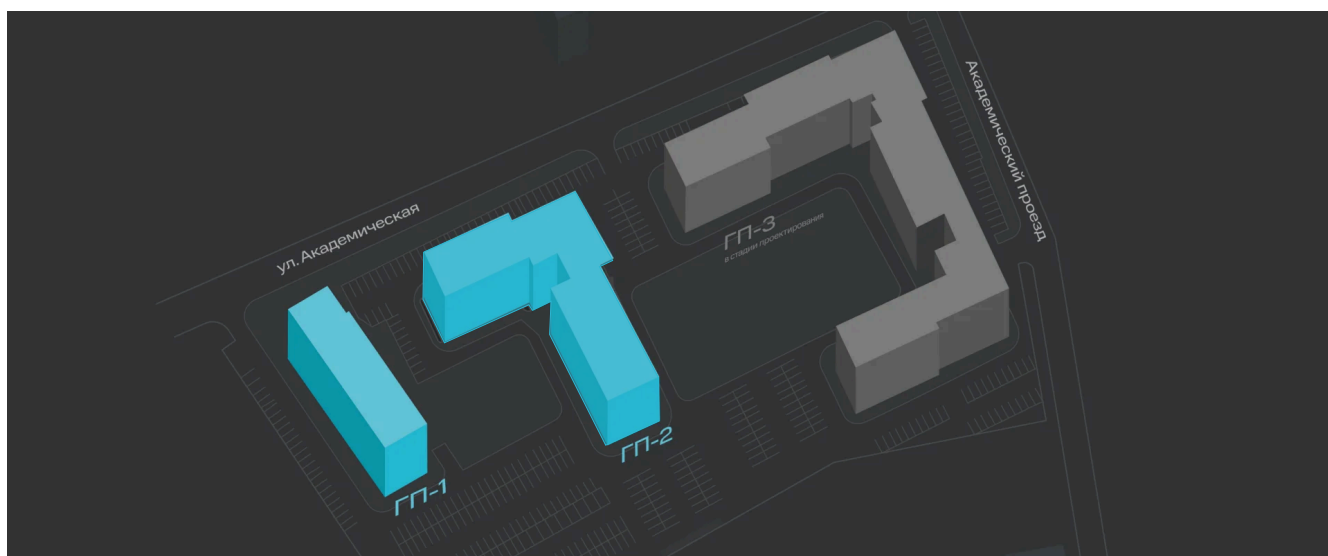 ул. Академическая
Академический проезд
ГП-3
в стадии проектирования
ГП-2
ГП-1